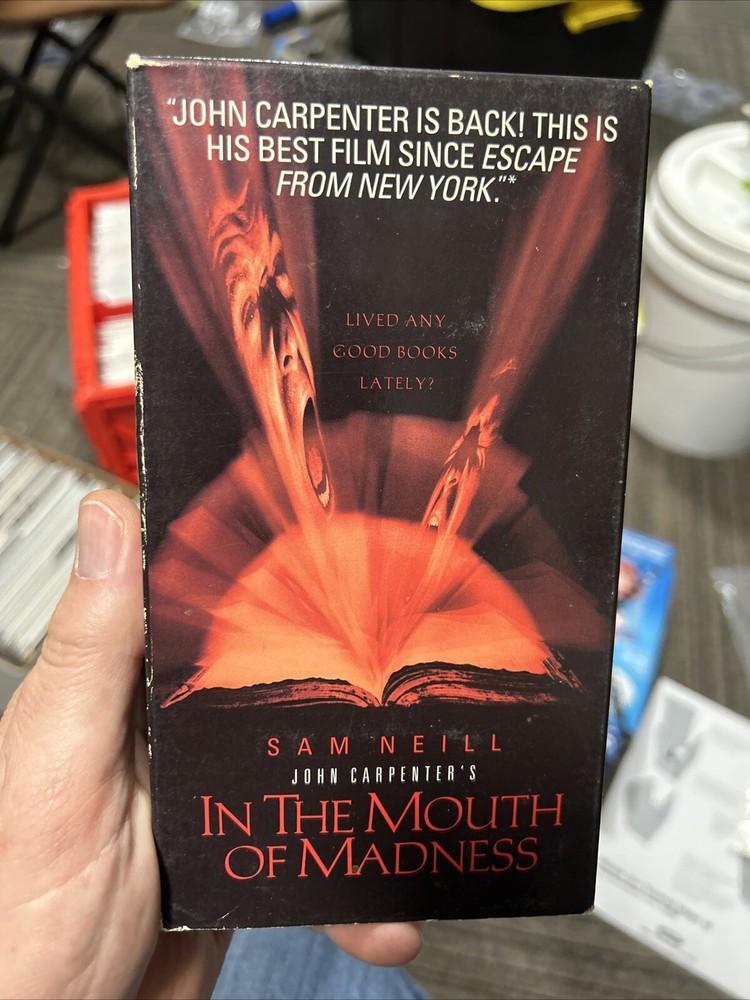 "JOHN CARPENTER IS BACK! THIS IS
HIS BEST FILM SINCE ESCAPE
FROM NEW YORK."*
LIVED ANY
GOOD BOOKS
LATELY?
SAM NEILL
JOHN CARPENTER'S
IN THE MOUTH
OF MADNESS